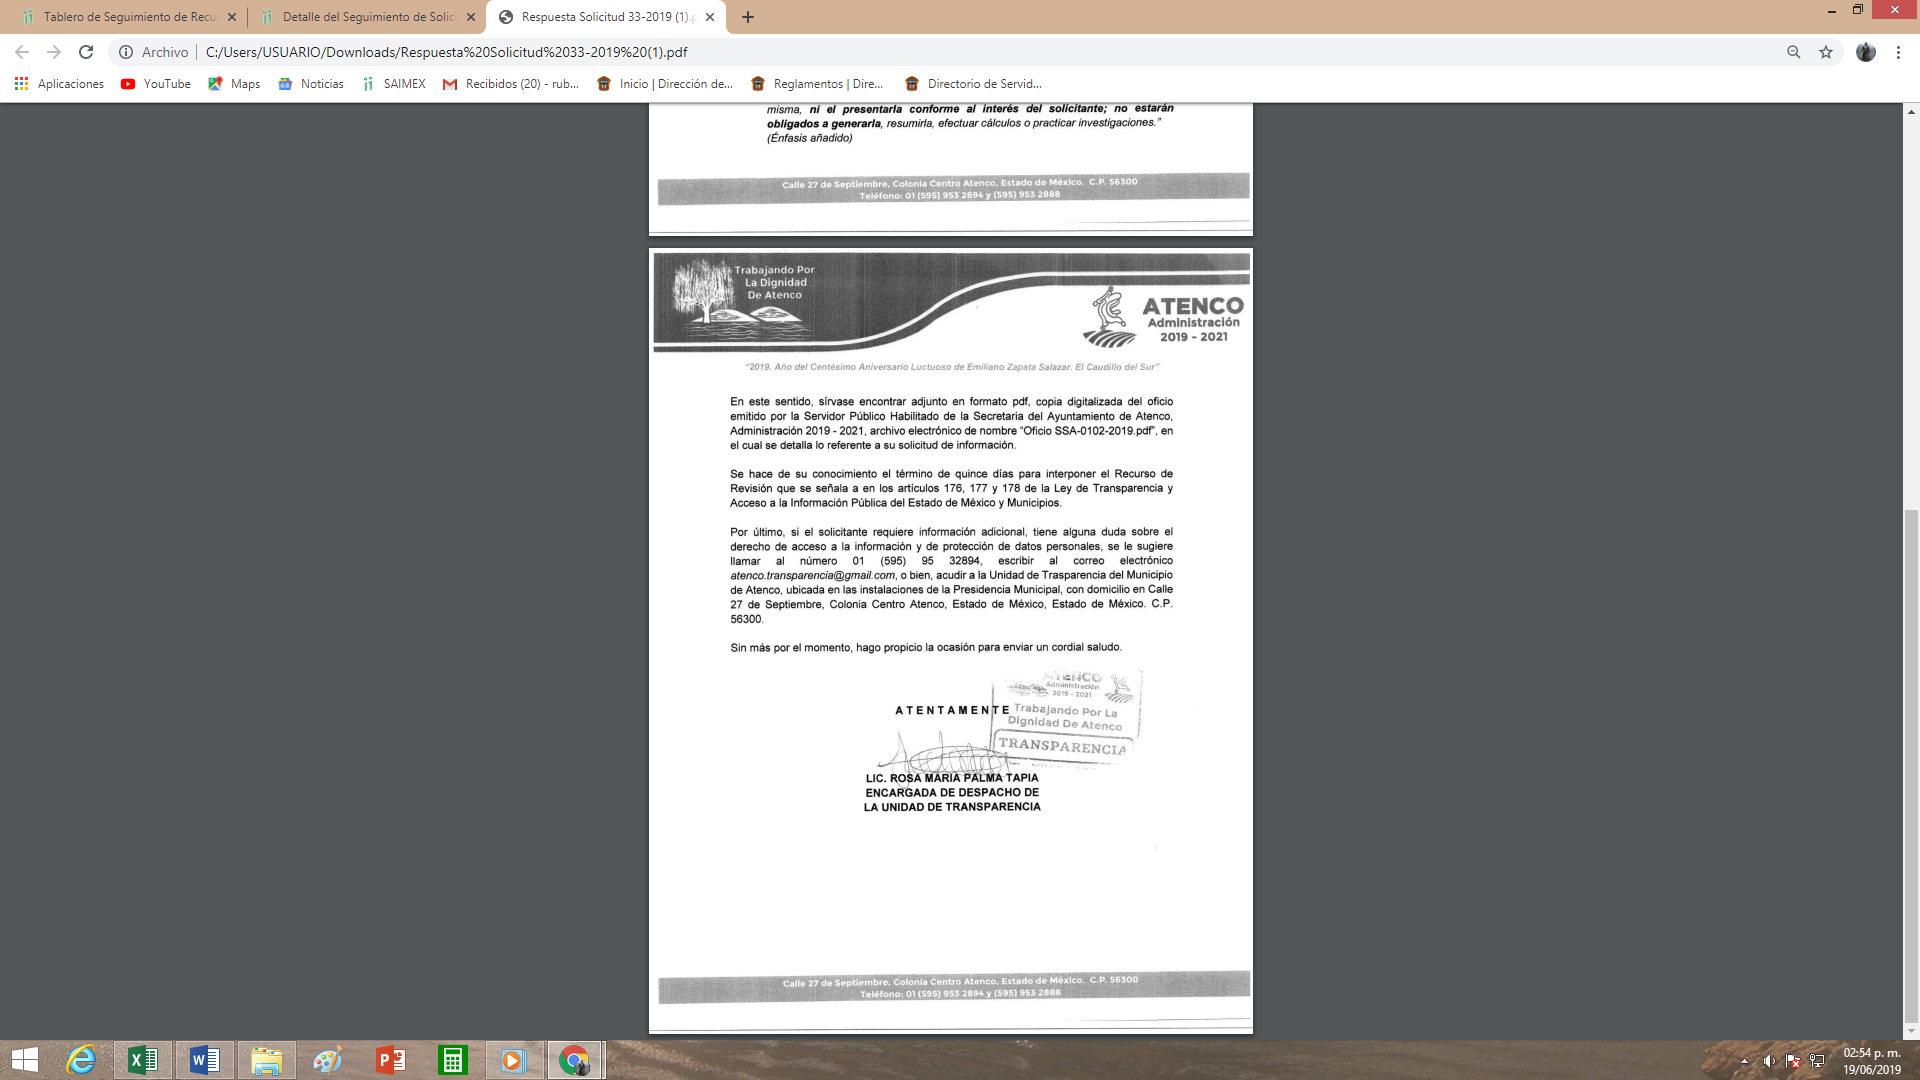 Tablero de Seguimiento de Recu
Detalle del Seguimiento de Solici
Respuesta Solicitud 33-2019 (1).p
Archivo
C:/Users/USUARIO/Downloads/Respuesta%20Solicitud%2033-2019%20(1).pdf
Aplicaciones
YouTube
Maps
Noticias
SAIMEX
Recibidos (20) - rub...
Inicio | Dirección de...
Reglamentos | Dire...
Directorio de Servid...
misma, ni el presentarla conforme al interés del solicitante; no estarán
obligados a generarla, resumirla, efectuar cálculos o practicar investigaciones."
(Énfasis añadido)
Calle 27 de Septiembre, Colonia Centro Atenco, Estado de México. C.P. 56300
Teléfono: 01 (595) 953 2894 y (595) 953 2888
Trabajando Por
La Dignidad
De Atenco
ATENCO
Administración
2019 - 2021
"2019. Año del Centésimo Aniversario Luctuoso de Emiliano Zapata Salazar. El Caudillo del Sur"
En este sentido, sírvase encontrar adjunto en formato pdf, copia digitalizada del oficio
emitido por la Servidor Público Habilitado de la Secretaria del Ayuntamiento de Atenco,
Administración 2019 - 2021, archivo electrónico de nombre "Oficio SSA-0102-2019.pdf", en
el cual se detalla lo referente a su solicitud de información.
Se hace de su conocimiento el término de quince días para interponer el Recurso de
Revisión que se señala a en los artículos 176, 177 y 178 de la Ley de Transparencia y
Acceso a la Información Pública del Estado de México y Municipios.
Por último, si el solicitante requiere información adicional, tiene alguna duda sobre el
derecho de acceso a la información y de protección de datos personales, se le sugiere
llamar al número 01 (595) 95 32894, escribir al correo electrónico
atenco.transparencia@gmail.com, o bien, acudir a la Unidad de Trasparencia del Municipio
de Atenco, ubicada en las instalaciones de la Presidencia Municipal, con domicilio en Calle
27 de Septiembre, Colonia Centro Atenco, Estado de México, Estado de México. C.P.
56300.
Sin más por el momento, hago propicio la ocasión para enviar un cordial saludo.
ATENCO
Administración
2019 - 2021
A T E N T A M E N T E
Trabajando Por La
Dignidad De Atenco
TRANSPARENCIA
LIC. ROSA MARIA PALMA TAPIA
ENCARGADA DE DESPACHO DE
LA UNIDAD DE TRANSPARENCIA
Calle 27 de Septiembre, Colonia Centro Atenco, Estado de México. C.P. 56300
Teléfono: 01 (595) 953 2894 y (595) 953 2888
02:54 p. m.
19/06/2019